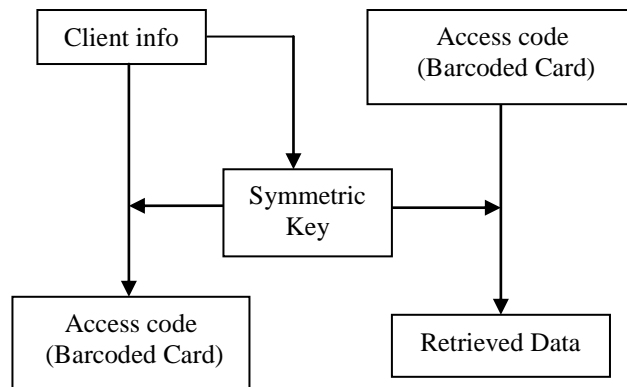 Client info
Access code
(Barcoded Card)
Symmetric
Key
Access code
(Barcoded Card)
Retrieved Data